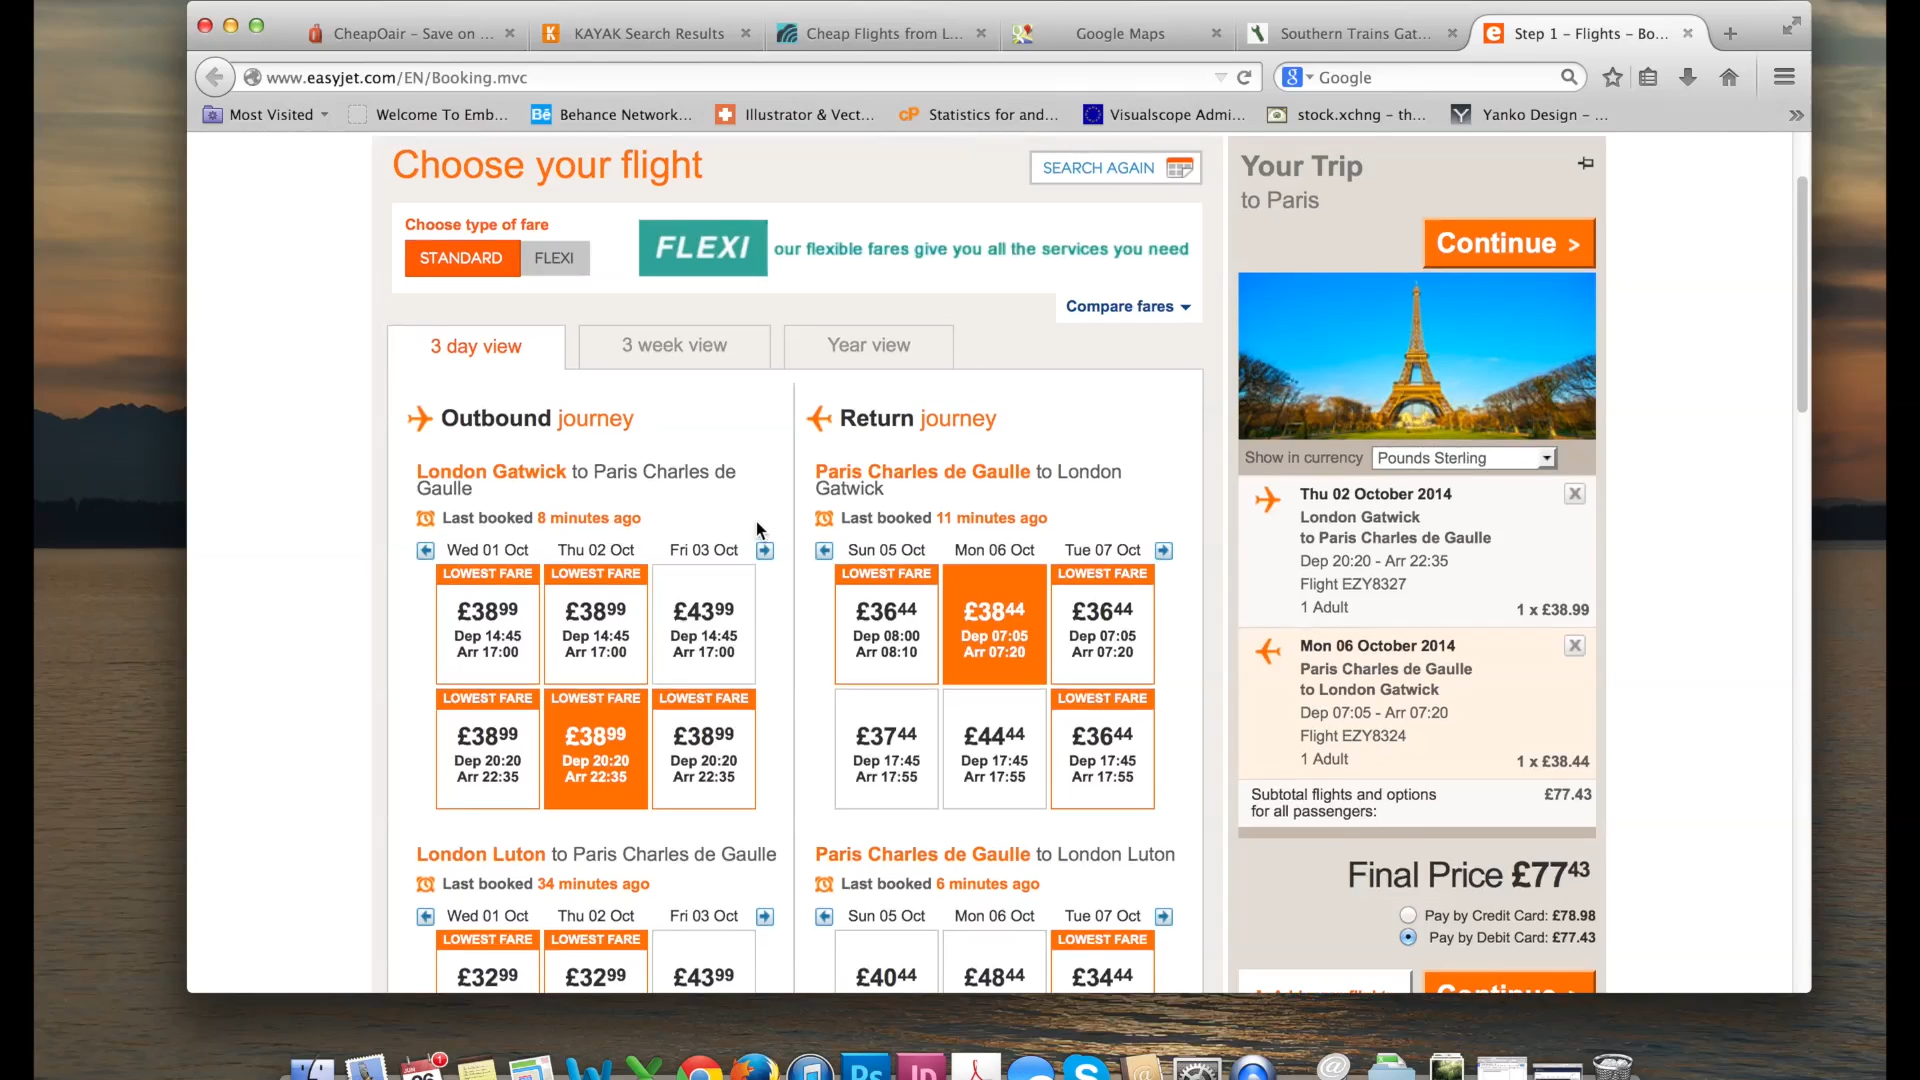 CheapOair – Save on ...
KAYAK Search Results
Cheap Flights from L...
Google Maps
Southern Trains Gat...
Step 1 – Flights – Bo...
www.easyjet.com/EN/Booking.mvc
Google
Most Visited
Welcome To Emb...
Behance Network...
Illustrator & Vect...
Statistics for and...
Visualscope Admi...
stock.xchng – th...
Yanko Design – ...
Choose your flight
SEARCH AGAIN
Choose type of fare
STANDARD FLEXI
FLEXI our flexible fares give you all the services you need
Compare fares
3 day view 3 week view Year view
Outbound journey
London Gatwick to Paris Charles de
Gaulle
Last booked 8 minutes ago
Wed 01 Oct Thu 02 Oct Fri 03 Oct
LOWEST FARE LOWEST FARE
£38⁹⁹ £38⁹⁹ £43⁹⁹
Dep 14:45 Dep 14:45 Dep 14:45
Arr 17:00 Arr 17:00 Arr 17:00
LOWEST FARE LOWEST FARE LOWEST FARE
£38⁹⁹ £38⁹⁹ £38⁹⁹
Dep 20:20 Dep 20:20 Dep 20:20
Arr 22:35 Arr 22:35 Arr 22:35
London Luton to Paris Charles de Gaulle
Last booked 34 minutes ago
Wed 01 Oct Thu 02 Oct Fri 03 Oct
LOWEST FARE LOWEST FARE
£32⁹⁹ £32⁹⁹ £43⁹⁹
Return journey
Paris Charles de Gaulle to London
Gatwick
Last booked 11 minutes ago
Sun 05 Oct Mon 06 Oct Tue 07 Oct
LOWEST FARE LOWEST FARE
£36⁴⁴ £38⁴⁴ £36⁴⁴
Dep 08:00 Dep 07:05 Dep 07:05
Arr 08:10 Arr 07:20 Arr 07:20
LOWEST FARE
£37⁴⁴ £44⁴⁴ £36⁴⁴
Dep 17:45 Dep 17:45 Dep 17:45
Arr 17:55 Arr 17:55 Arr 17:55
Paris Charles de Gaulle to London Luton
Last booked 6 minutes ago
Sun 05 Oct Mon 06 Oct Tue 07 Oct
LOWEST FARE
£40⁴⁴ £48⁴⁴ £34⁴⁴
Your Trip
to Paris
Continue >
Show in currency Pounds Sterling
Thu 02 October 2014
London Gatwick
to Paris Charles de Gaulle
Dep 20:20 - Arr 22:35
Flight EZY8327
1 Adult 1 x £38.99
Mon 06 October 2014
Paris Charles de Gaulle
to London Gatwick
Dep 07:05 - Arr 07:20
Flight EZY8324
1 Adult 1 x £38.44
Subtotal flights and options £77.43
for all passengers:
Final Price £77⁴³
Pay by Credit Card: £78.98
Pay by Debit Card: £77.43
Continue >